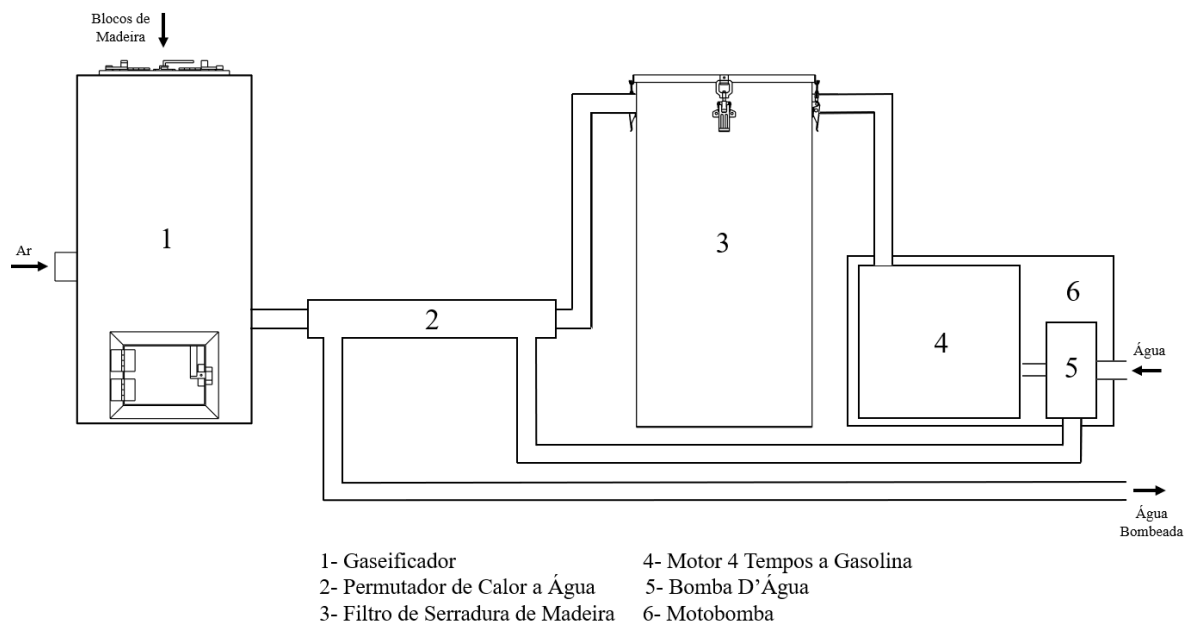 Blocos de
Madeira
Ar
1
2
3
4
5
6
Água
Água
Bombeada
1- Gaseificador
2- Permutador de Calor a Água
3- Filtro de Serradura de Madeira
4- Motor 4 Tempos a Gasolina
5- Bomba D'Água
6- Motobomba